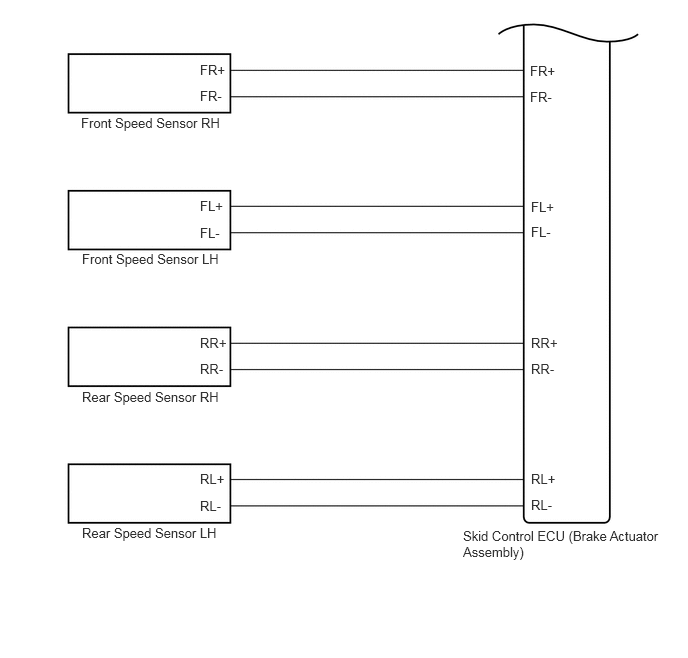 FR+ FR+
FR- FR-
Front Speed Sensor RH
FL+ FL+
FL- FL-
Front Speed Sensor LH
RR+ RR+
RR- RR-
Rear Speed Sensor RH
RL+ RL+
RL- RL-
Rear Speed Sensor LH
Skid Control ECU (Brake Actuator
Assembly)